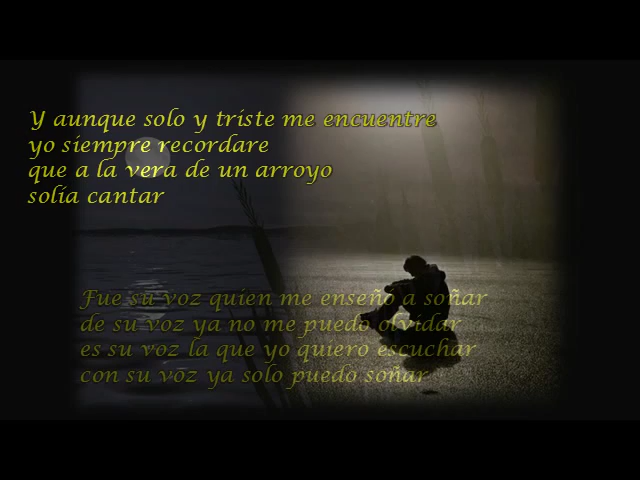 Y aunque solo y triste me encuentre
yo siempre recordare
que a la vera de un arroyo
solía cantar
Fue su voz quien me enseño a soñar
de su voz ya no me puedo olvidar
es su voz la que yo quiero escuchar
con su voz ya solo puedo soñar